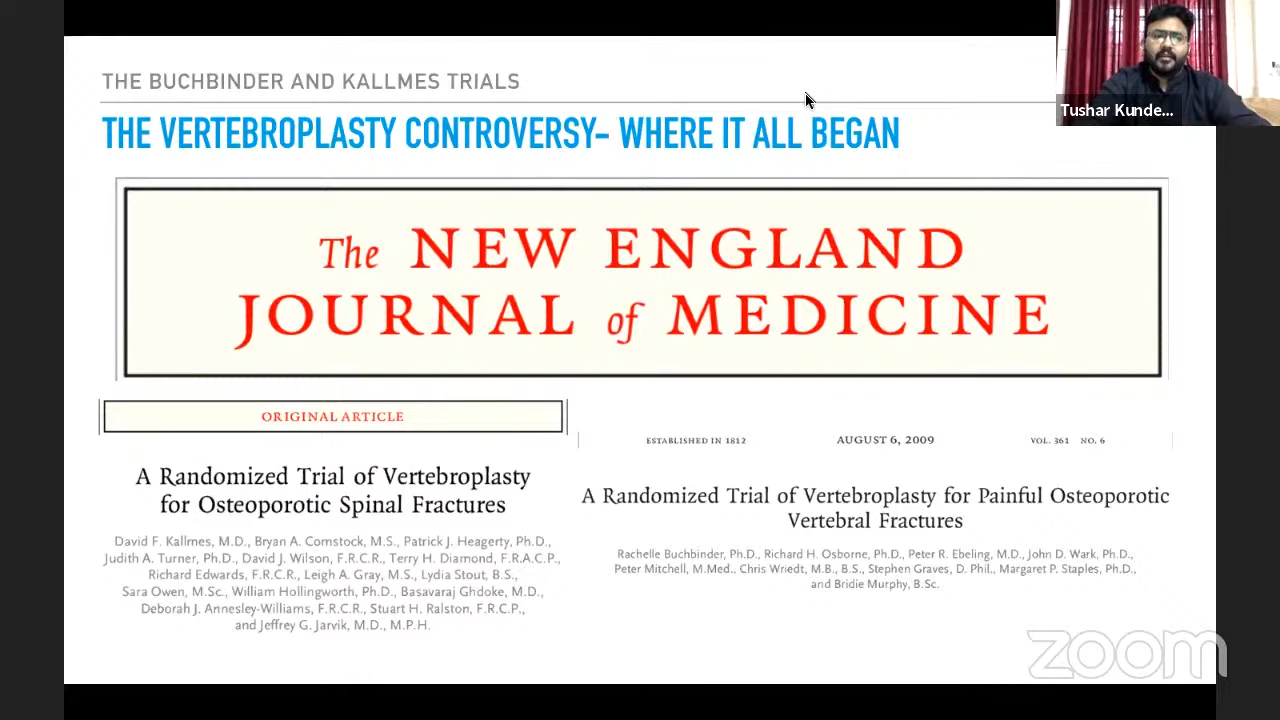 THE BUCHBINDER AND KALLMES TRIALS
THE VERTEBROPLASTY CONTROVERSY- WHERE IT ALL BEGAN
Tushar Kunde...
The NEW ENGLAND
JOURNAL of MEDICINE
ORIGINAL ARTICLE
A Randomized Trial of Vertebroplasty
for Osteoporotic Spinal Fractures
David F. Kallmes, M.D., Bryan A. Comstock, M.S., Patrick J. Heagerty, Ph.D.,
Judith A. Turner, Ph.D., David J. Wilson, F.R.C.R., Terry H. Diamond, F.R.A.C.P.,
Richard Edwards, F.R.C.R., Leigh A. Gray, M.S., Lydia Stout, B.S.,
Sara Owen, M.Sc., William Hollingworth, Ph.D., Basavaraj Ghdoke, M.D.,
Deborah J. Annesley-Williams, F.R.C.R., Stuart H. Ralston, F.R.C.P.,
and Jeffrey G. Jarvik, M.D., M.P.H.
ESTABLISHED IN 1812 AUGUST 6, 2009 VOL. 361 NO. 6
A Randomized Trial of Vertebroplasty for Painful Osteoporotic
Vertebral Fractures
Rachelle Buchbinder, Ph.D., Richard H. Osborne, Ph.D., Peter R. Ebeling, M.D., John D. Wark, Ph.D.,
Peter Mitchell, M.Med., Chris Wriedt, M.B., B.S., Stephen Graves, D. Phil., Margaret P. Staples, Ph.D.,
and Bridie Murphy, B.Sc.
zoom